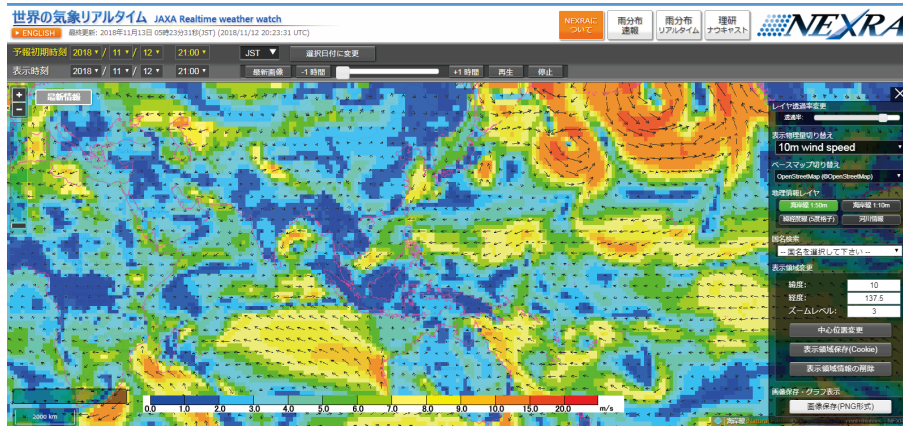 世界の気象リアルタイム JAXA Realtime weather watch
▶ ENGLISH 最終更新: 2018年11月13日 05時23分31秒(JST) (2018/11/12 20:23:31 UTC)
NEXRAについて
雨分布速報
雨分布リアルタイム
理研ナウキャスト
NEXRA
予報初期時刻 2018 / 11 / 12 21:00 JST 選択日付に変更
表示時刻 2018 / 11 / 12 21:00 最新画像 -1 時間 +1 時間 再生 停止
+
−
最新情報
レイヤ透過率変更
透過率:
表示物理量切り替え
10m wind speed
ベースマップ切り替え
OpenStreetMap (©OpenStreetMap)
地理情報レイヤ
海岸線 1:50m 海岸線 1:10m
緯経度線 (5度格子) 河川情報
国名検索
-- 国名を選択して下さい --
表示領域変更
緯度: 10
経度: 137.5
ズームレベル: 3
中心位置変更
表示領域保存(Cookie)
表示領域情報の削除
画像保存・グラフ表示
画像保存(PNG形式)
2000 km
0.0 1.0 2.0 3.0 4.0 5.0 6.0 7.0 8.0 9.0 10.0 15.0 20.0 m/s
海岸線